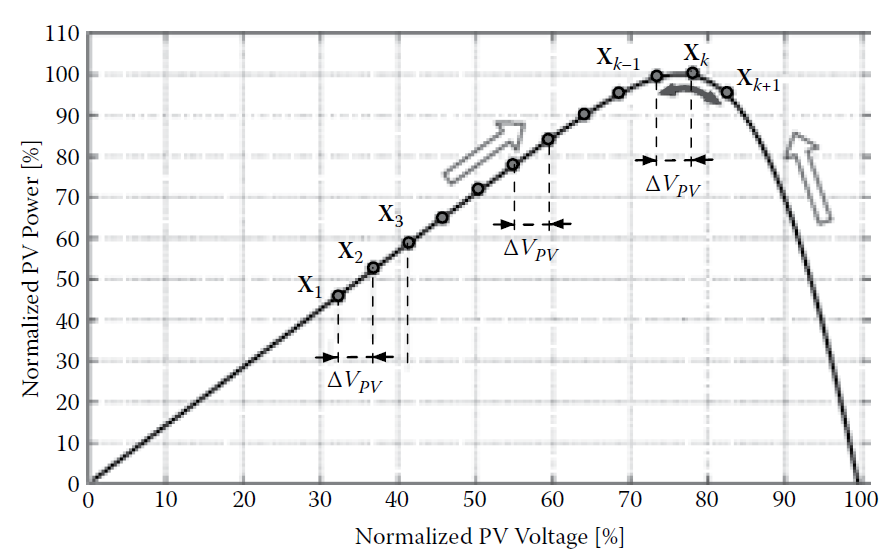 110
100
90
80
70
60
50
40
30
20
10
0
Normalized PV Power [%]
X1
X2
X3
Xk–1
Xk
Xk+1
ΔVPV
ΔVPV
ΔVPV
0 10 20 30 40 50 60 70 80 90 100
Normalized PV Voltage [%]